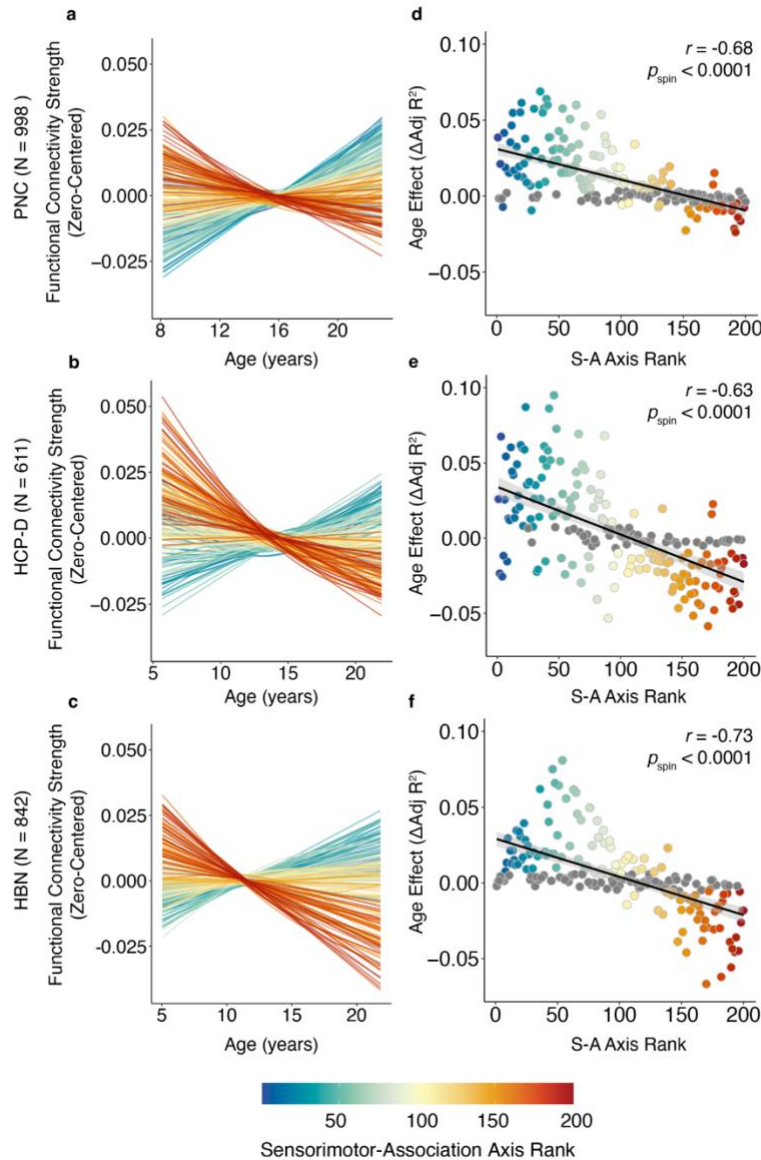 a
PNC (N = 998 )
Functional Connectivity Strength
(Zero-Centered)
0.050
0.025
0.000
−0.025
8
12
16
20
Age (years)
d
r = -0.68
pspin < 0.0001
Age Effect (ΔAdj R²)
0.10
0.05
0.00
−0.05
0
50
100
150
200
S-A Axis Rank
b
HCP-D (N = 611)
Functional Connectivity Strength
(Zero-Centered)
0.050
0.025
0.000
−0.025
5
10
15
20
Age (years)
e
r = -0.63
pspin < 0.0001
Age Effect (ΔAdj R²)
0.10
0.05
0.00
−0.05
0
50
100
150
200
S-A Axis Rank
c
HBN (N = 842)
Functional Connectivity Strength
(Zero-Centered)
0.050
0.025
0.000
−0.025
5
10
15
20
Age (years)
f
r = -0.73
pspin < 0.0001
Age Effect (ΔAdj R²)
0.10
0.05
0.00
−0.05
0
50
100
150
200
S-A Axis Rank
50
100
150
200
Sensorimotor-Association Axis Rank